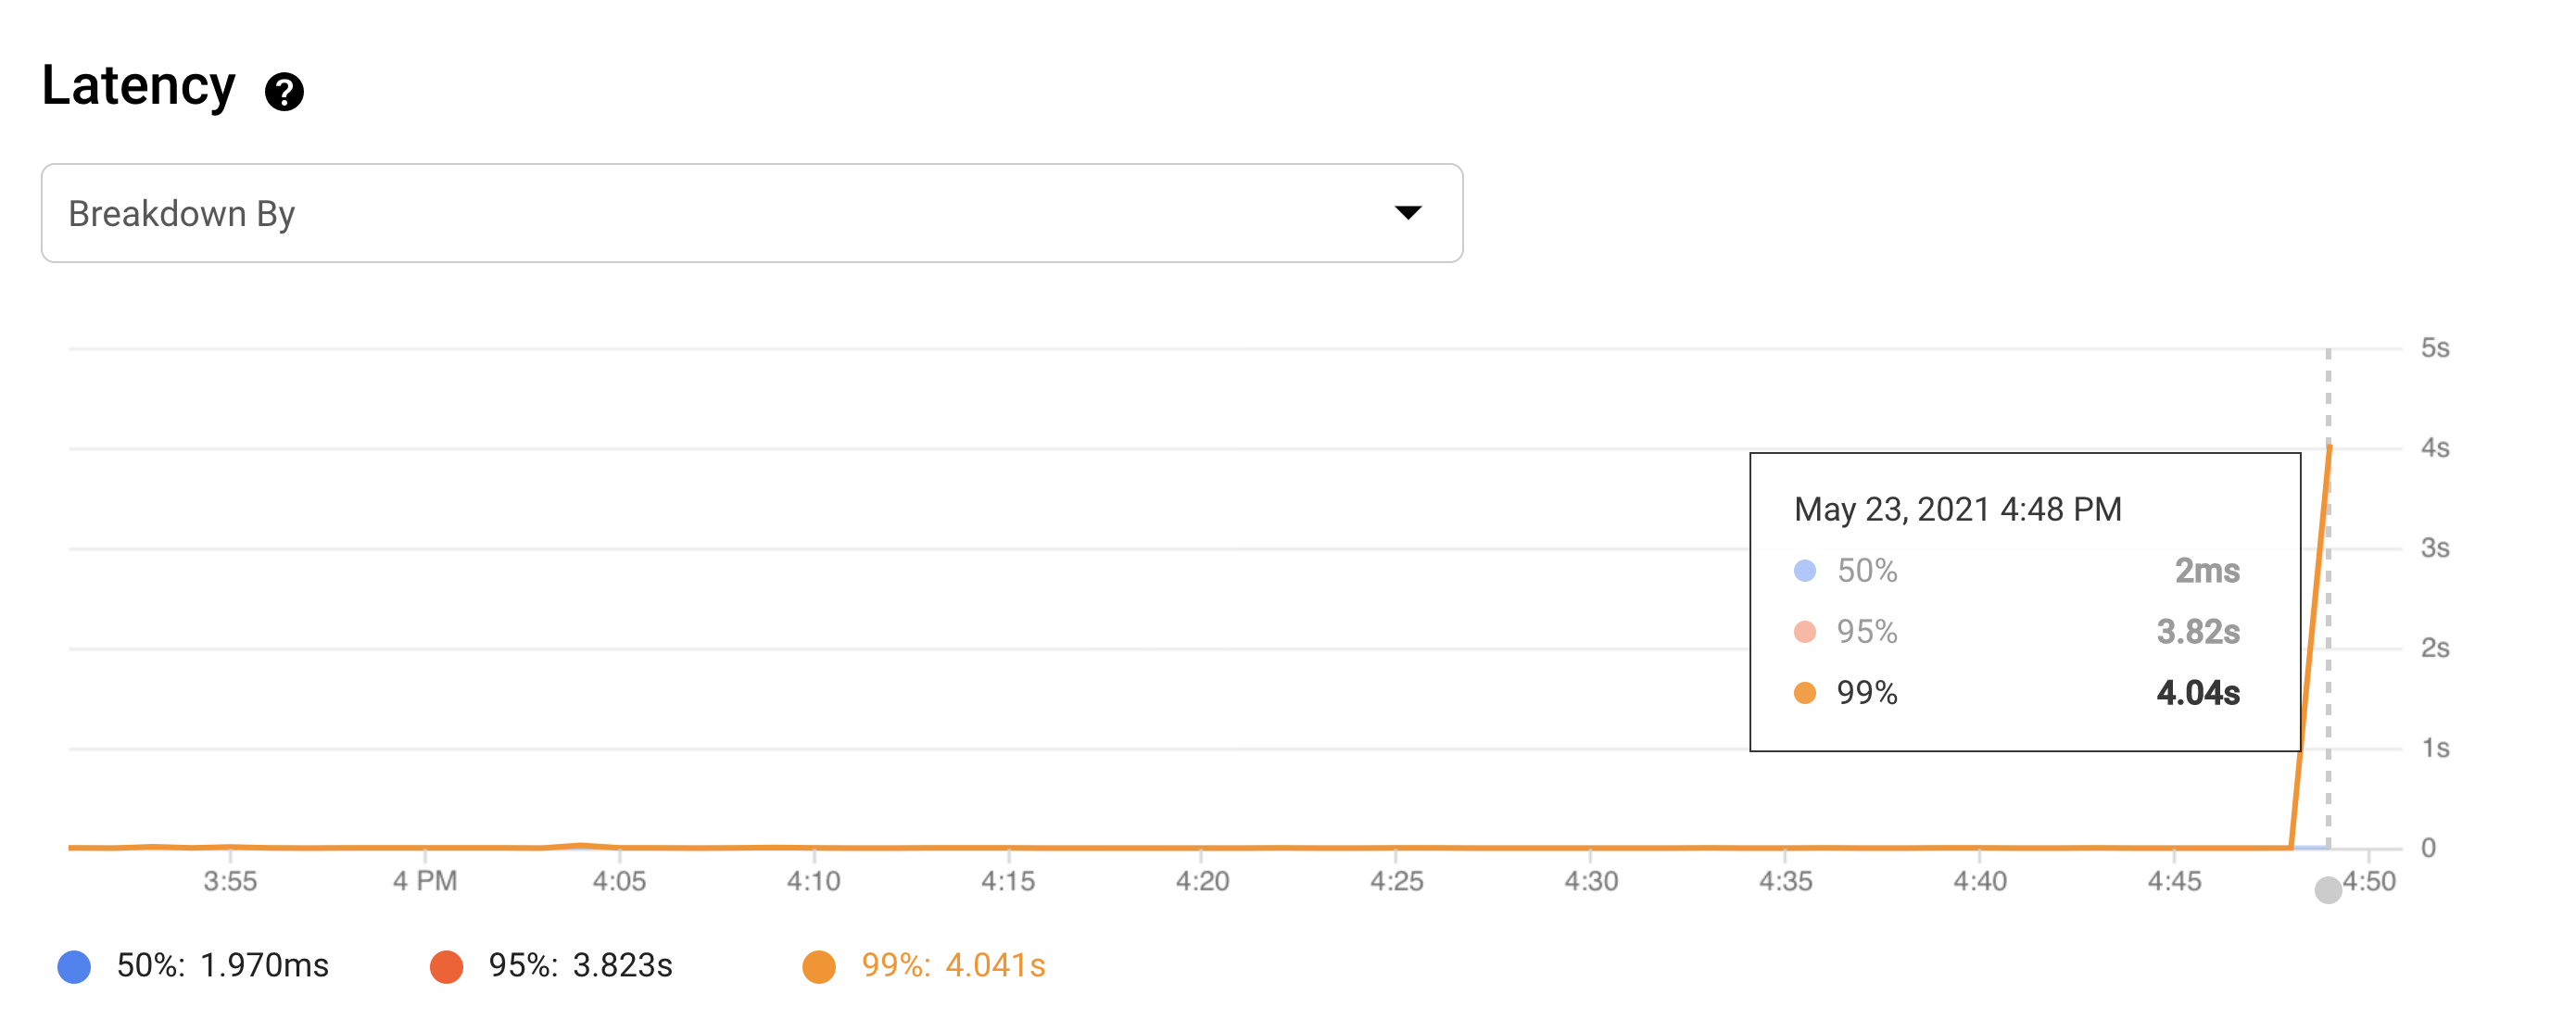 Latency ?
Breakdown By
5s
4s
3s
2s
1s
0
May 23, 2021 4:48 PM
50% 2ms
95% 3.82s
99% 4.04s
3:55 4 PM 4:05 4:10 4:15 4:20 4:25 4:30 4:35 4:40 4:45 4:50
50%: 1.970ms 95%: 3.823s 99%: 4.041s